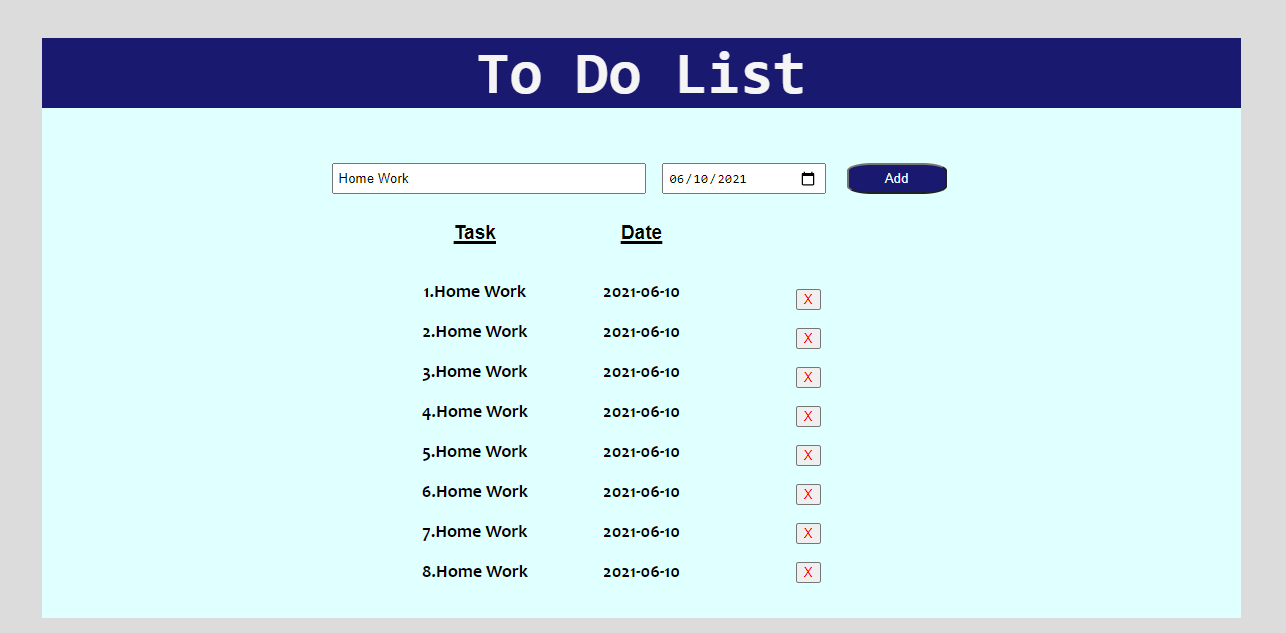 To Do List
Home Work 06/10/2021 Add
Task Date
1.Home Work 2021-06-10 X
2.Home Work 2021-06-10 X
3.Home Work 2021-06-10 X
4.Home Work 2021-06-10 X
5.Home Work 2021-06-10 X
6.Home Work 2021-06-10 X
7.Home Work 2021-06-10 X
8.Home Work 2021-06-10 X